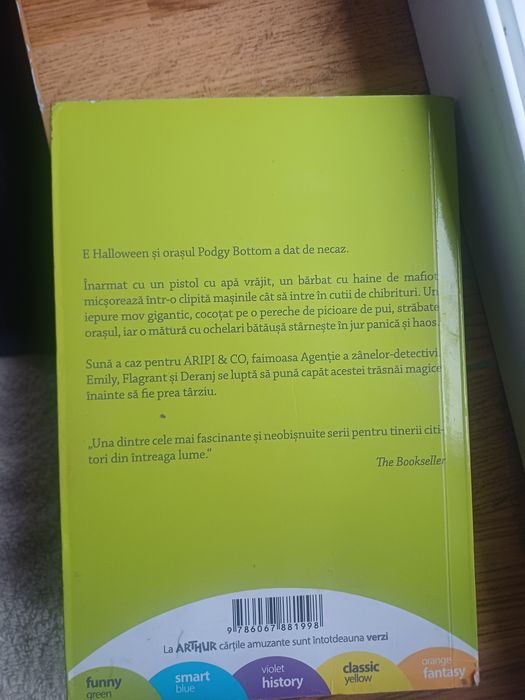 E Halloween și orașul Podgy Bottom a dat de necaz.
Înarmat cu un pistol cu apă vrăjit, un bărbat cu haine de mafiot
micșorează într-o clipită mașinile cât să intre în cutii de chibrituri. Un
iepure mov gigantic, cocoțat pe o pereche de picioare de pui, străbate
orașul, iar o mătură cu ochelari bătăușă stârnește în jur panică și haos.
Sună a caz pentru ARIPI & CO, faimoasa Agenție a zânelor-detectivi.
Emily, Flagrant și Deranj se luptă să pună capăt acestei trăsnăi magice
înainte să fie prea târziu.
„Una dintre cele mai fascinante și neobișnuite serii pentru tinerii citi-
tori din întreaga lume.”
The Bookseller
9 786067 881998
La ARTHUR cărțile amuzante sunt întotdeauna verzi
funny
green
smart
blue
violet
history
classic
yellow
orange
fantasy